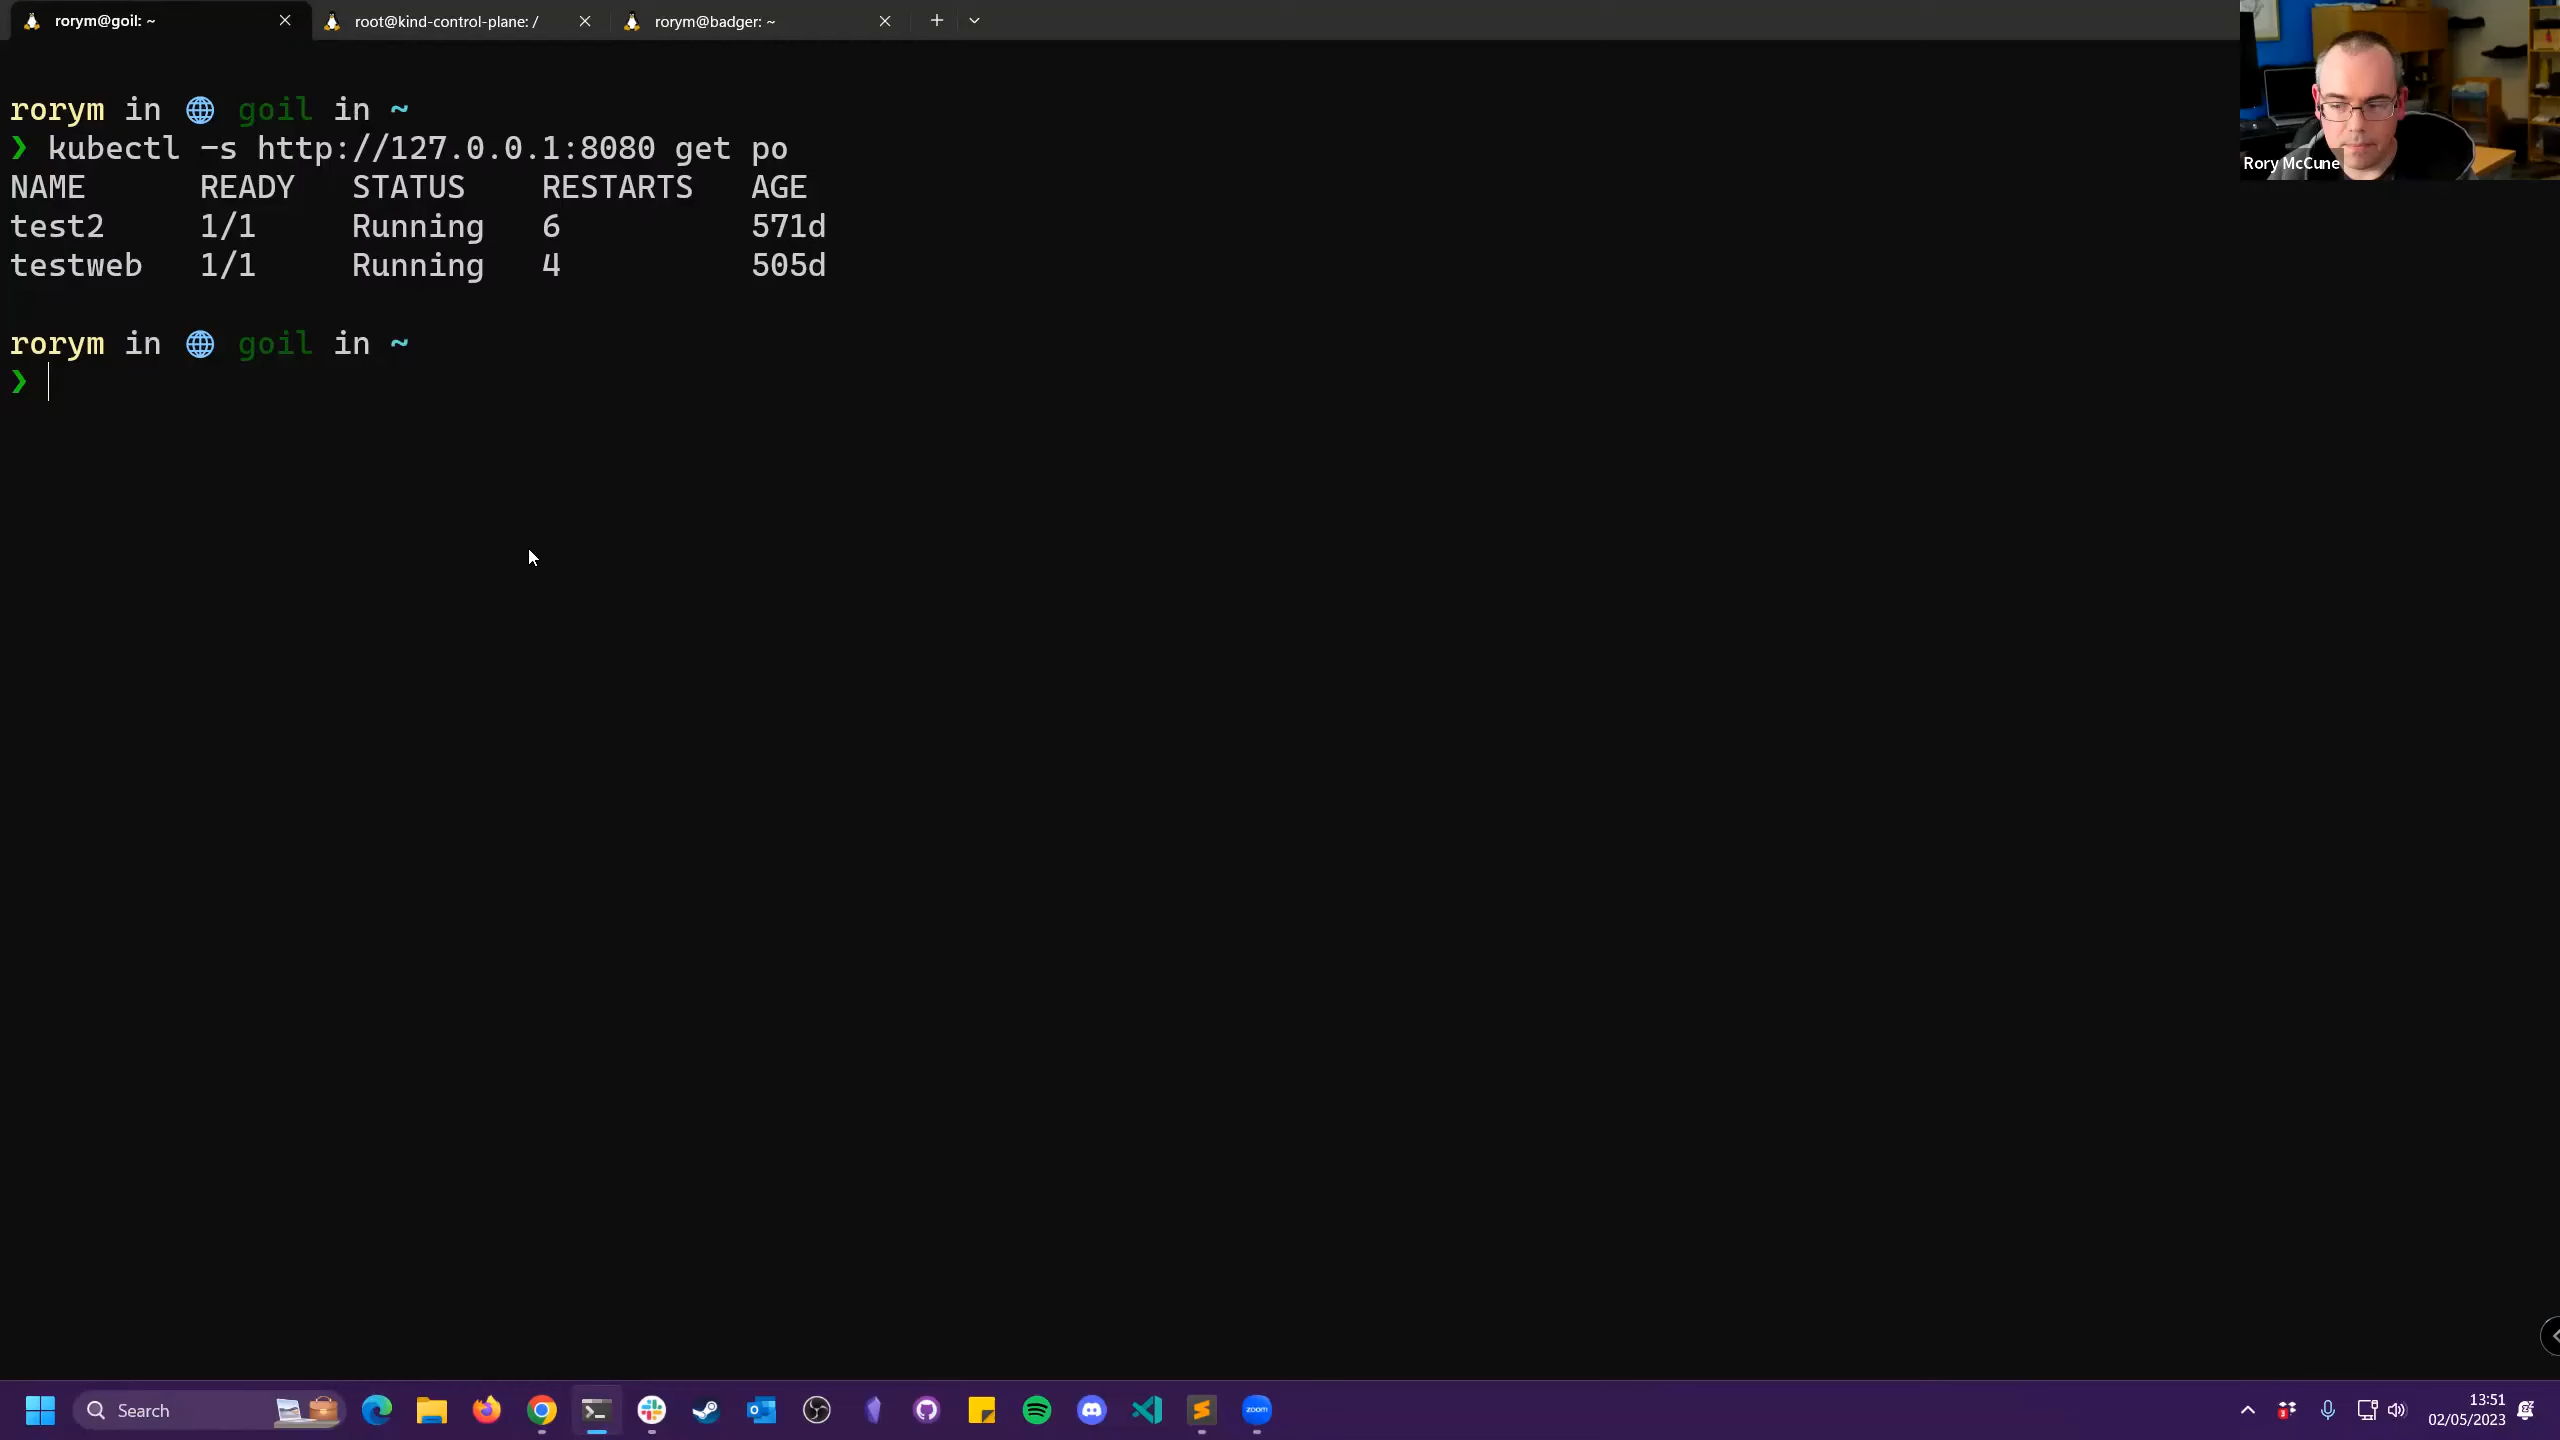 rorym@goil: ~
root@kind-control-plane: /
rorym@badger: ~
Rory McCune
rorym in 🌐 goil in ~
❯ kubectl -s http://127.0.0.1:8080 get po
NAME READY STATUS RESTARTS AGE
test2 1/1 Running 6 571d
testweb 1/1 Running 4 505d
rorym in 🌐 goil in ~
❯
Search
zoom
13:51
02/05/2023